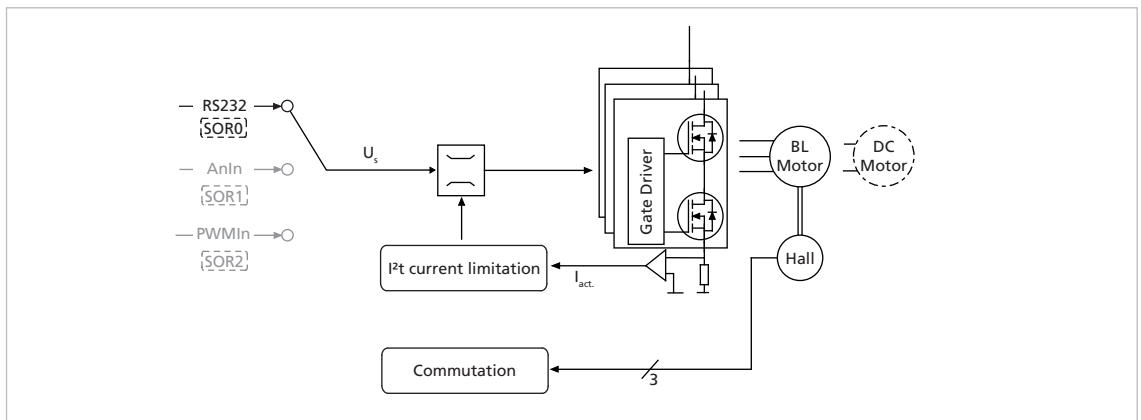 RS232
SOR0
AnIn
SOR1
PWMIn
SOR2
Us
I²t current limitation
Iact.
Gate Driver
BL
Motor
DC
Motor
Hall
Commutation
3